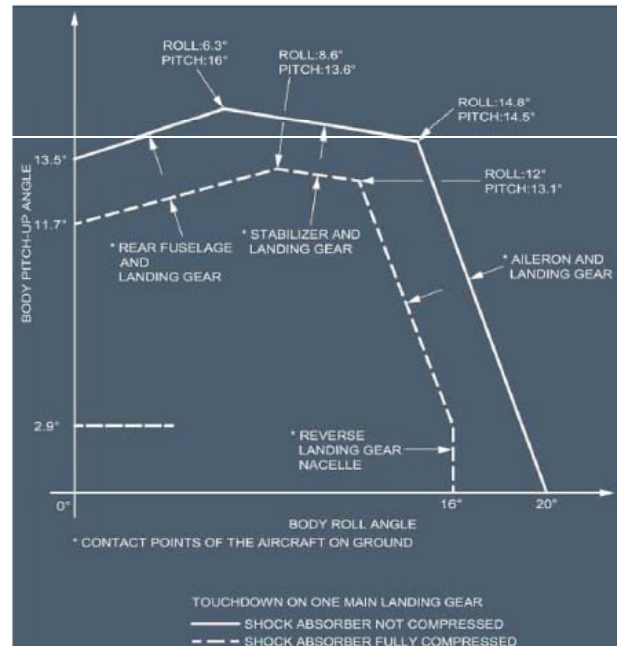 ROLL:6.3°
PITCH:16°
ROLL:8.6°
PITCH:13.6°
ROLL:14.8°
PITCH:14.5°
13.5°
ROLL:12°
PITCH:13.1°
11.7°
BODY PITCH-UP ANGLE
* REAR FUSELAGE
AND
LANDING GEAR
* STABILIZER AND
LANDING GEAR
* AILERON AND
LANDING GEAR
2.9°
* REVERSE
LANDING GEAR
NACELLE
0°
16°
20°
BODY ROLL ANGLE
* CONTACT POINTS OF THE AIRCRAFT ON GROUND
TOUCHDOWN ON ONE MAIN LANDING GEAR
SHOCK ABSORBER NOT COMPRESSED
SHOCK ABSORBER FULLY COMPRESSED